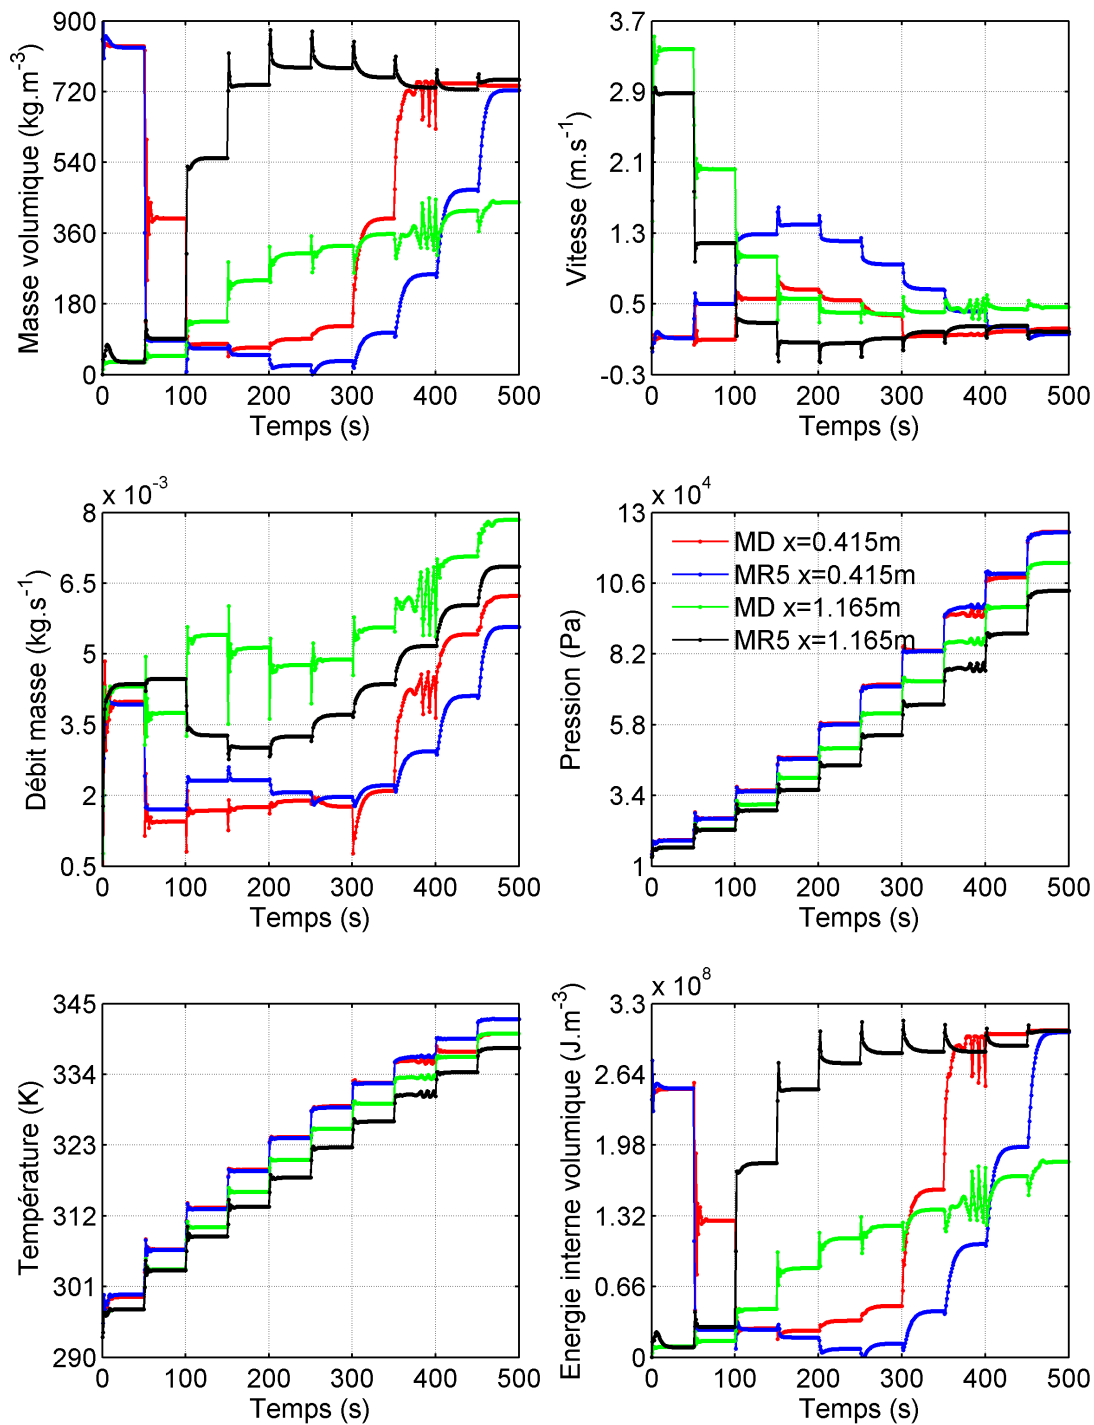 900
720
540
360
180
0
Masse volumique (kg.m-3)
0 100 200 300 400 500
Temps (s)
3.7
2.9
2.1
1.3
0.5
-0.3
Vitesse (m.s-1)
0 100 200 300 400 500
Temps (s)
x 10-3
8
6.5
5
3.5
2
0.5
Débit masse (kg.s-1)
0 100 200 300 400 500
Temps (s)
x 104
13
10.6
8.2
5.8
3.4
1
Pression (Pa)
MD x=0.415m
MR5 x=0.415m
MD x=1.165m
MR5 x=1.165m
0 100 200 300 400 500
Temps (s)
345
334
323
312
301
290
Température (K)
0 100 200 300 400 500
Temps (s)
x 108
3.3
2.64
1.98
1.32
0.66
0
Energie interne volumique (J.m-3)
0 100 200 300 400 500
Temps (s)